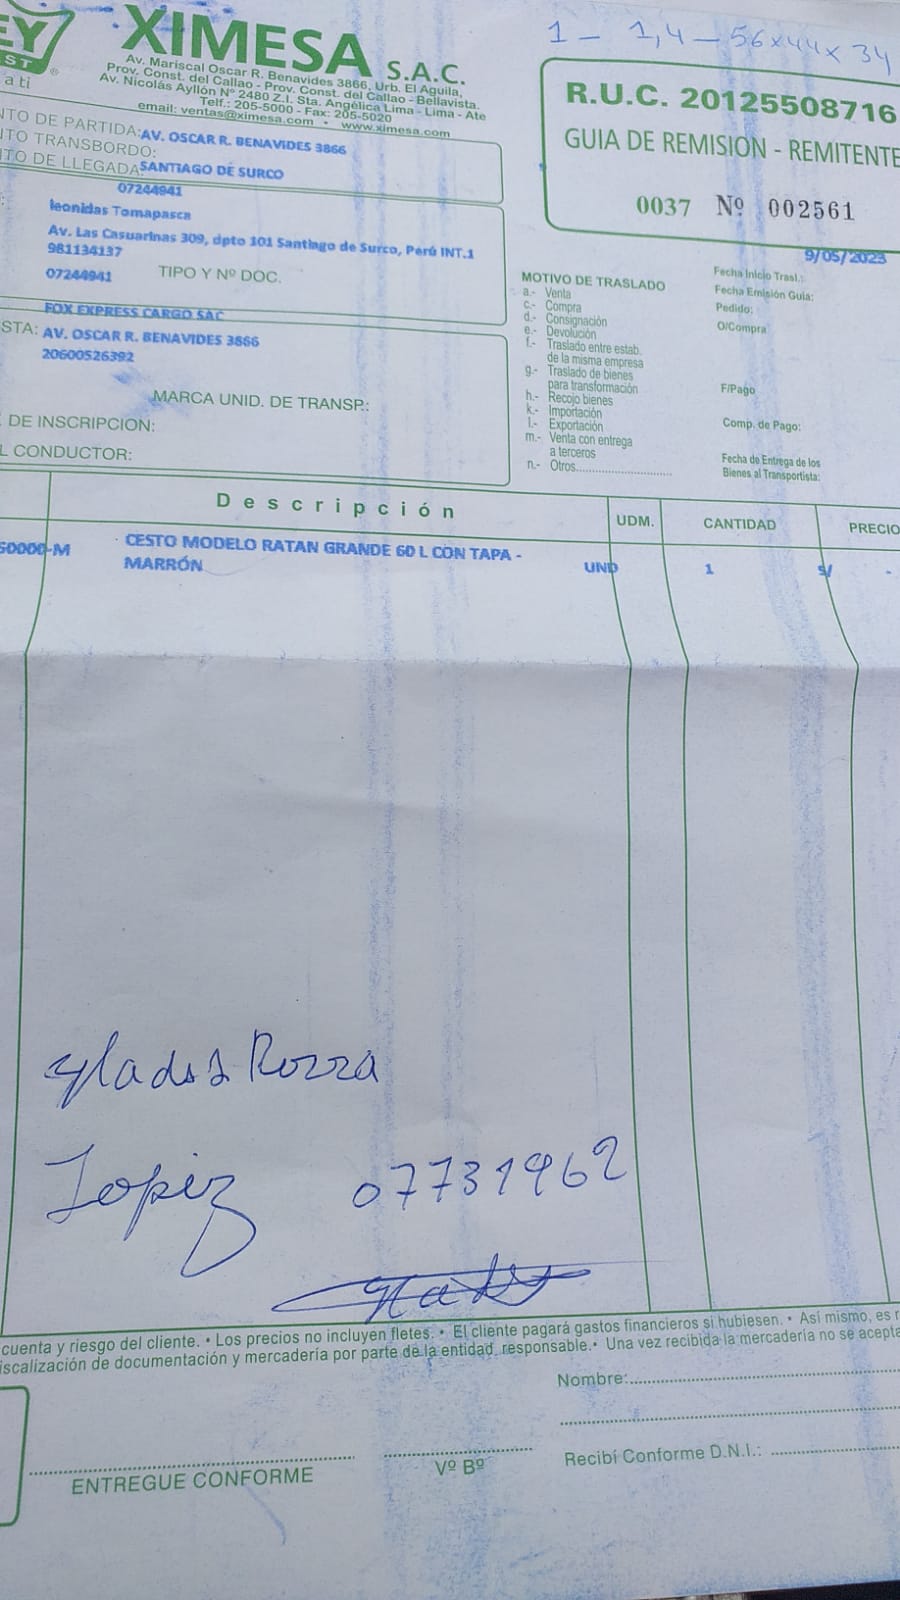 EY
ST
ati
®
XIMESA S.A.C.
Av. Mariscal Oscar R. Benavides 3866, Urb. El Aguila,
Prov. Const. del Callao - Prov. Const. del Callao - Bellavista.
Av. Nicolás Ayllón Nº 2480 Z.I. Sta. Angélica Lima - Lima - Ate
Telf.: 205-5000 - Fax: 205-5020
email: ventas@ximesa.com • www.ximesa.com
1 - 1,4 - 56x44x34
R.U.C. 20125508716
GUIA DE REMISION - REMITENTE
0037 Nº 002561
NTO DE PARTIDA: AV. OSCAR R. BENAVIDES 3866
NTO TRANSBORDO:
TO DE LLEGADA: SANTIAGO DE SURCO
07244941
leonidas Tomapasca
Av. Las Casuarinas 309, dpto 101 Santiago de Surco, Perú INT.1
981134137
07244941 TIPO Y Nº DOC.
FOX EXPRESS CARGO SAC
STA: AV. OSCAR R. BENAVIDES 3866
20600526392
MARCA UNID. DE TRANSP.:
DE INSCRIPCION:
L CONDUCTOR:
9/05/2023
MOTIVO DE TRASLADO
a.- Venta
c.- Compra
d.- Consignación
e.- Devolución
f.- Traslado entre estab.
de la misma empresa
g.- Traslado de bienes
para transformación
h.- Recojo bienes
k.- Importación
l.- Exportación
m.- Venta con entrega
a terceros
n.- Otros..............................
Fecha Inicio Trasl.:
Fecha Emisión Guia:
Pedido:
O/Compra
F/Pago
Comp. de Pago:
Fecha de Entrega de los
Bienes al Transportista:
Descripción UDM. CANTIDAD PRECIO
50000-M CESTO MODELO RATAN GRANDE 60 L CON TAPA -
MARRÓN UND 1 S/ -
Rozza
Lopez 07731962
cuenta y riesgo del cliente. • Los precios no incluyen fletes. • El cliente pagará gastos financieros si hubiesen. • Así mismo, es r
iscalización de documentación y mercadería por parte de la entidad responsable. • Una vez recibida la mercadería no se acepta
Nombre:
ENTREGUE CONFORME
Vº Bº
Recibí Conforme D.N.I.: